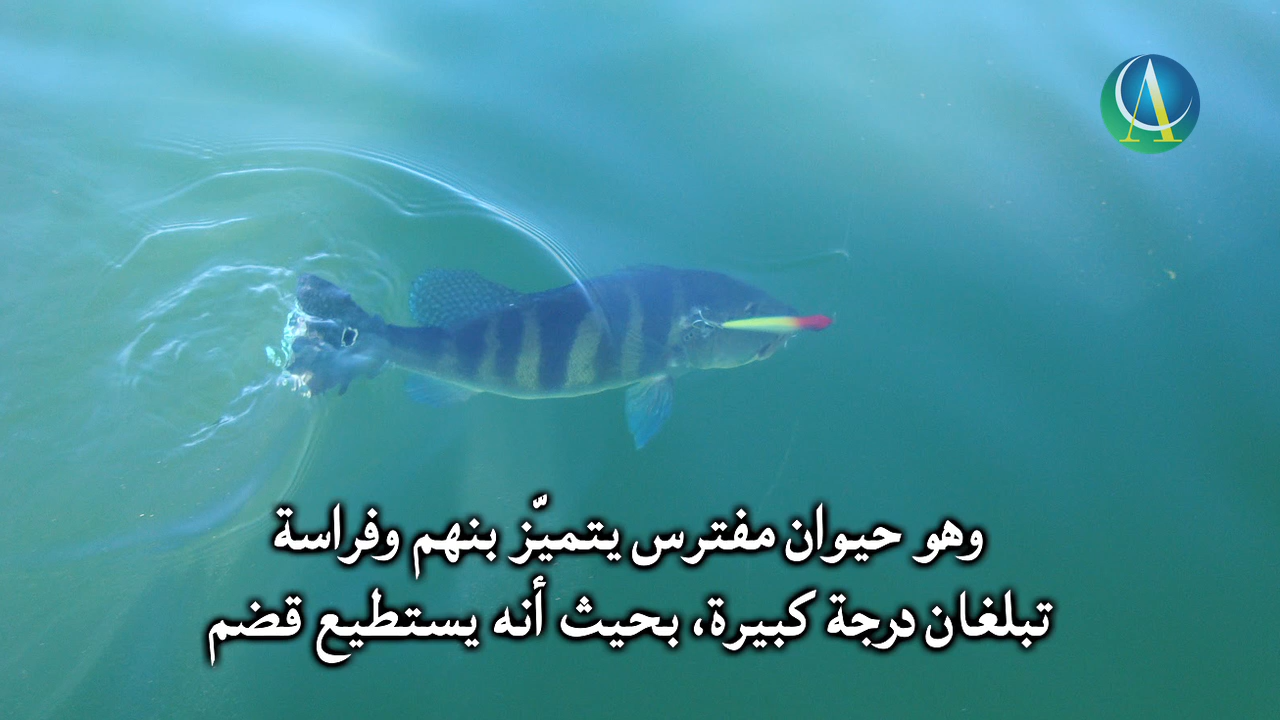 وهو حيوان مفترس يتميّز بنهم وفراسة
تبلغان درجة كبيرة، بحيث أنه يستطيع قضم